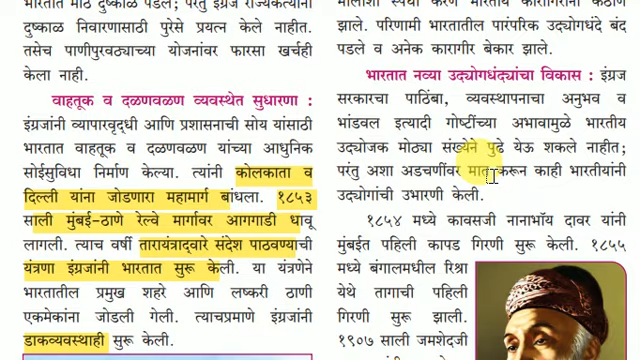 भारतात मोठे दुष्काळ पडले; परंतु इंग्रज राज्यकर्त्यांनी
दुष्काळ निवारणासाठी पुरेसे प्रयत्न केले नाहीत.
तसेच पाणीपुरवठ्याच्या योजनांवर फारसा खर्चही
केला नाही.
वाहतूक व दळणवळण व्यवस्थेत सुधारणा :
इंग्रजांनी व्यापारवृद्धी आणि प्रशासनाची सोय यांसाठी
भारतात वाहतूक व दळणवळण यांच्या आधुनिक
सोईसुविधा निर्माण केल्या. त्यांनी कोलकाता व
दिल्ली यांना जोडणारा महामार्ग बांधला. १८५३
साली मुंबई-ठाणे रेल्वे मार्गावर आगगाडी धावू
लागली. त्याच वर्षी तारायंत्राद्वारे संदेश पाठवण्याची
यंत्रणा इंग्रजांनी भारतात सुरू केली. या यंत्रणेने
भारतातील प्रमुख शहरे आणि लष्करी ठाणी
एकमेकांना जोडली गेली. त्याचप्रमाणे इंग्रजांनी
डाकव्यवस्थाही सुरू केली.
मालाशी स्पर्धा करणे भारतीय कारागिरांना कठीण
झाले. परिणामी भारतातील पारंपरिक उद्योगधंदे बंद
पडले व अनेक कारागीर बेकार झाले.
भारतात नव्या उद्योगधंद्यांचा विकास : इंग्रज
सरकारचा पाठिंबा, व्यवस्थापनाचा अनुभव व
भांडवल इत्यादी गोष्टींच्या अभावामुळे भारतीय
उद्योजक मोठ्या संख्येने पुढे येऊ शकले नाहीत;
परंतु अशा अडचणींवर मात करून काही भारतीयांनी
उद्योगांची उभारणी केली.
१८५४ मध्ये कावसजी नानाभॉय दावर यांनी
मुंबईत पहिली कापड गिरणी सुरू केली. १८५५
मध्ये बंगालमधील रिश्रा
येथे तागाची पहिली
गिरणी सुरू झाली.
१९०७ साली जमशेदजी